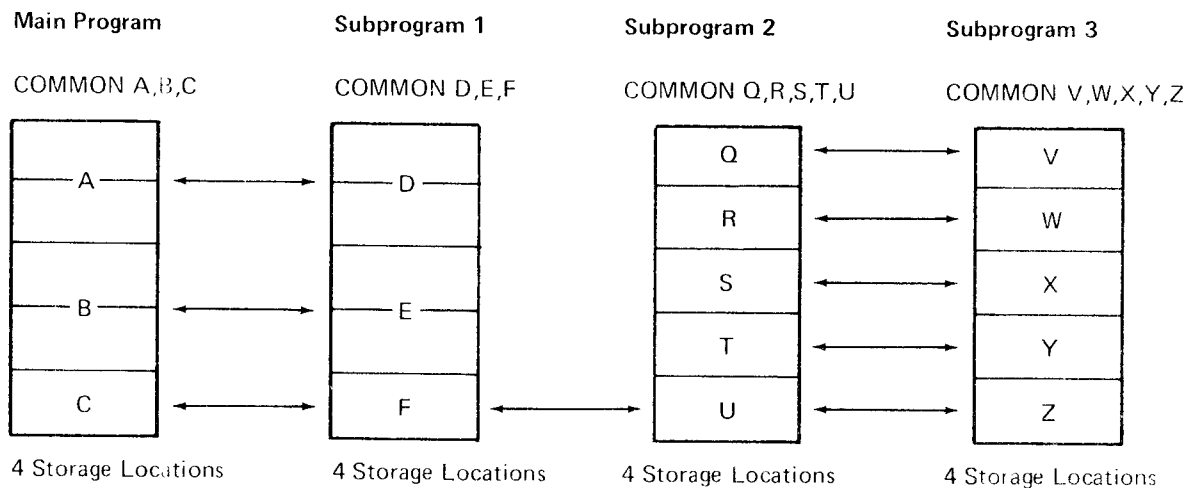 Main Program Subprogram 1 Subprogram 2 Subprogram 3
COMMON A,B,C COMMON D,E,F COMMON Q,R,S,T,U COMMON V,W,X,Y,Z
Q V
A D
R W
S X
B E
T Y
C F U Z
4 Storage Locations 4 Storage Locations 4 Storage Locations 4 Storage Locations